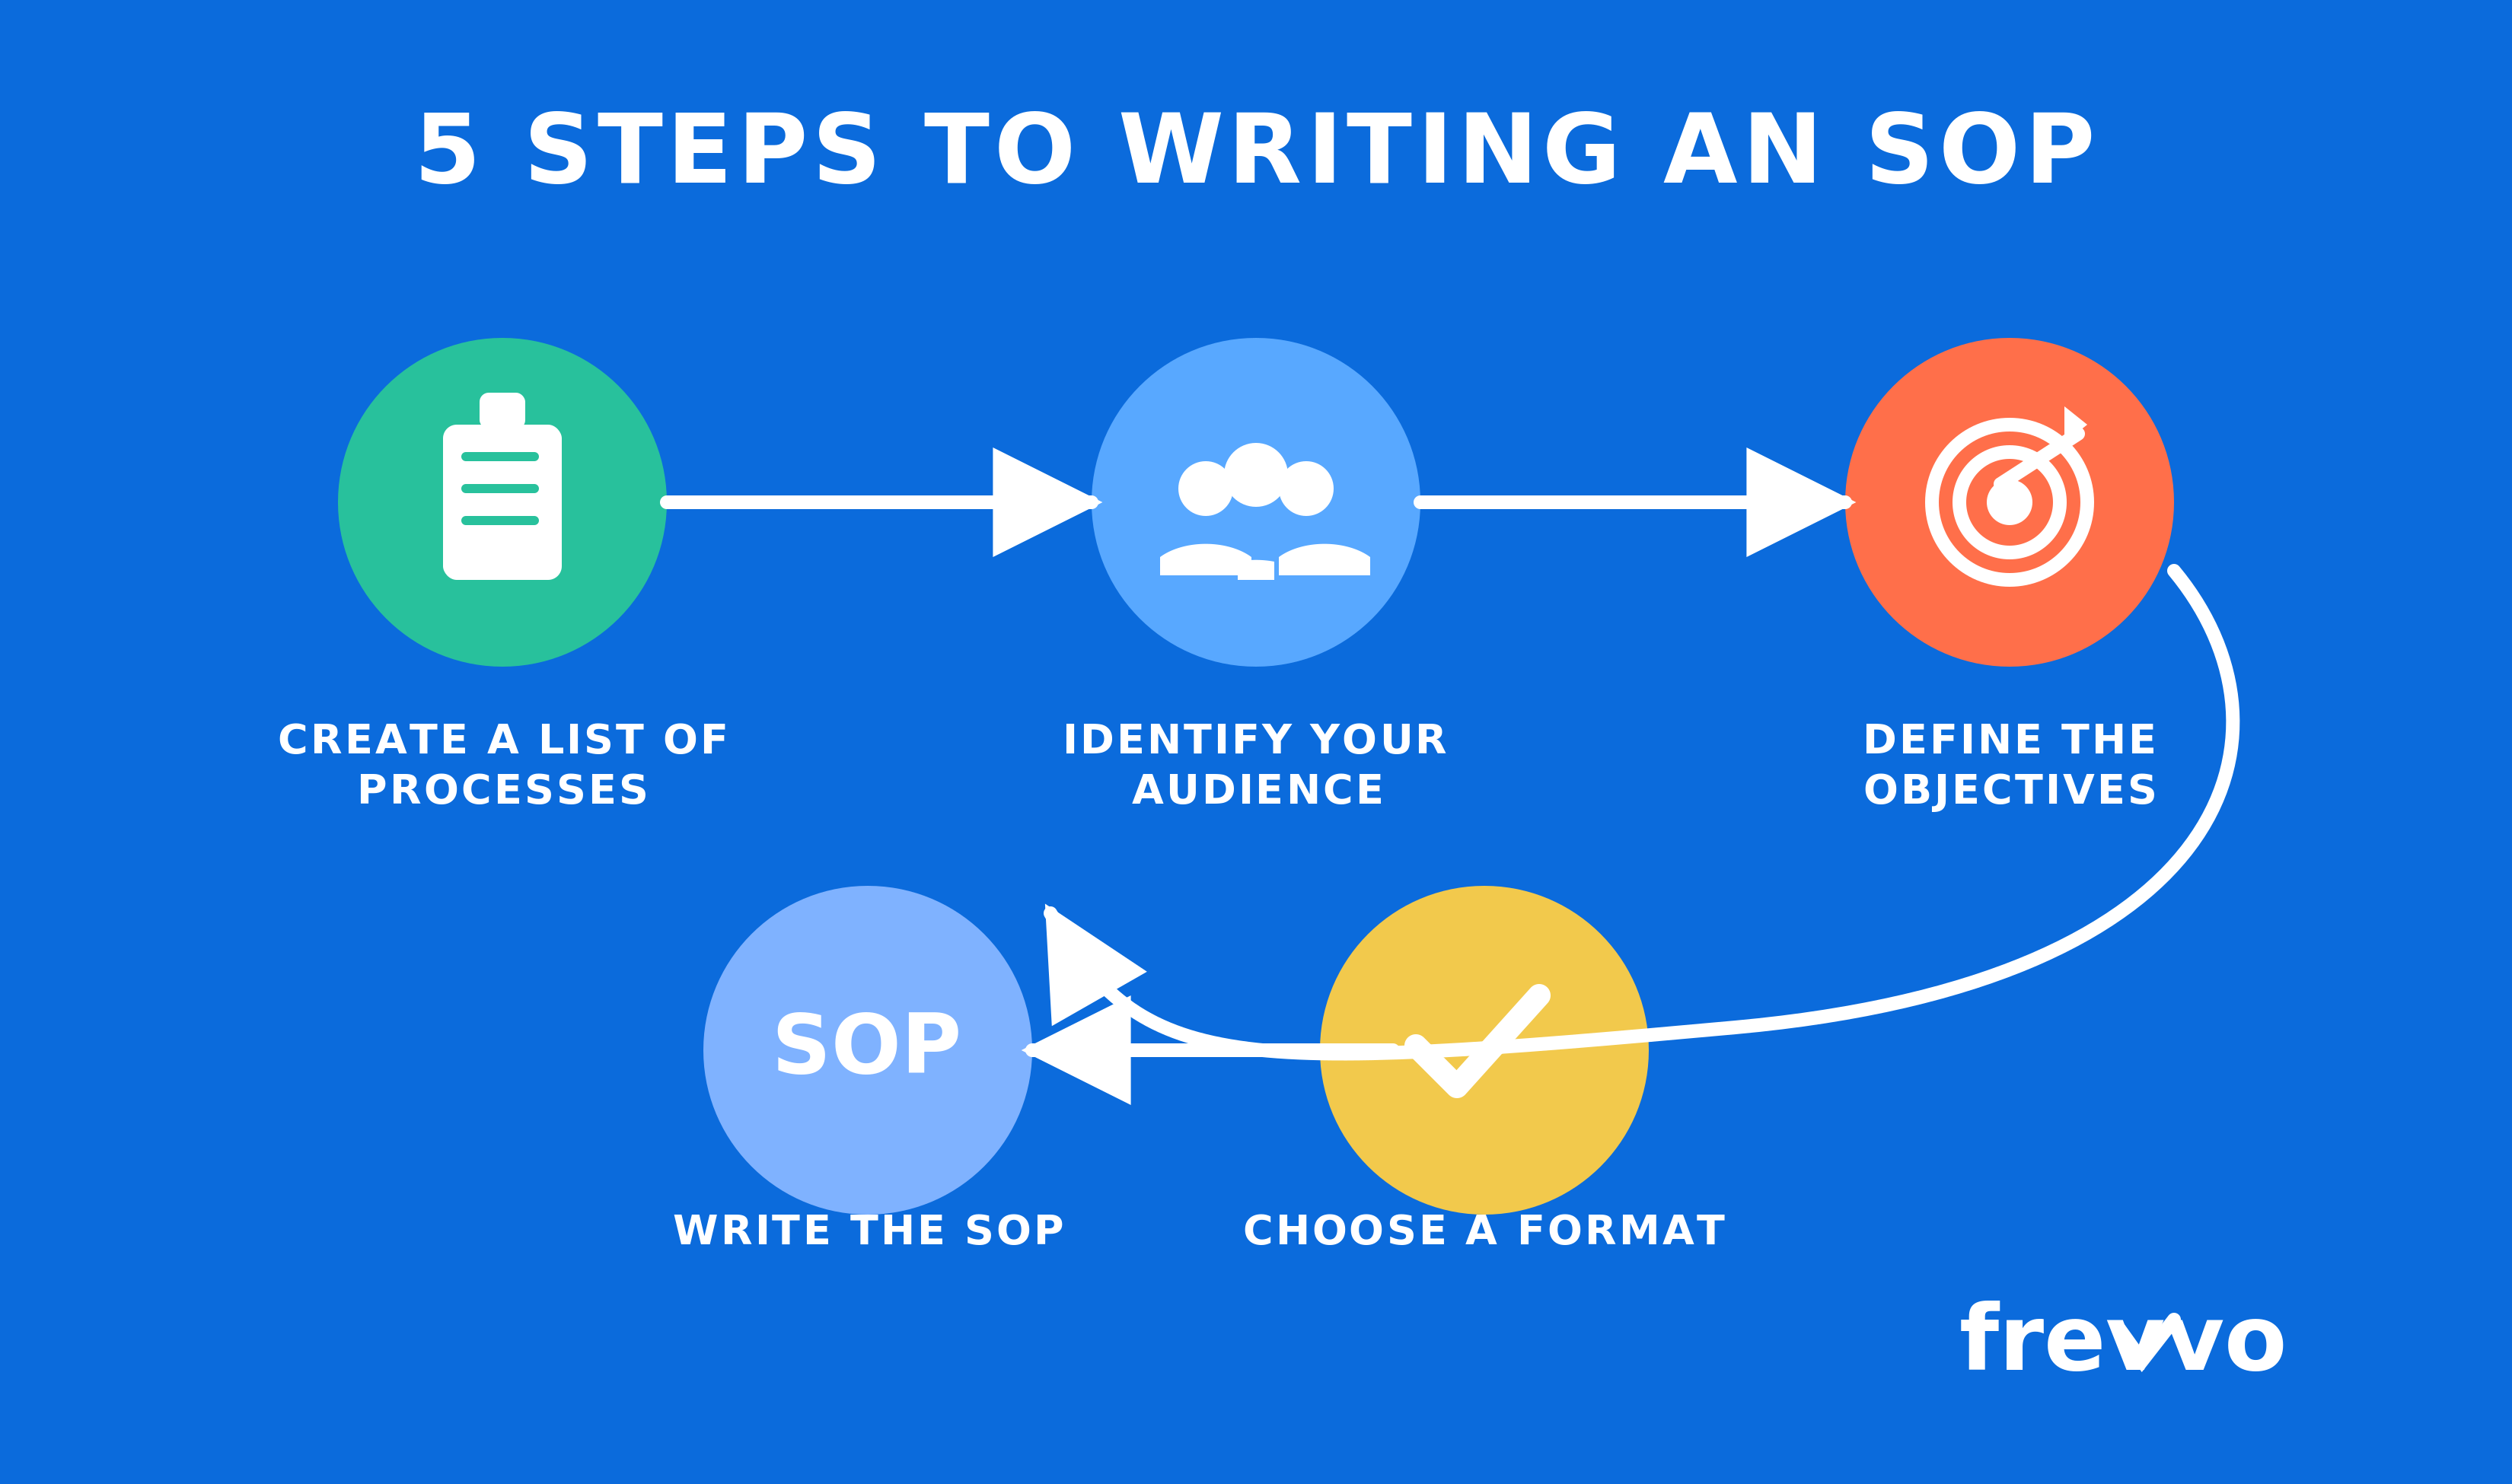 5 STEPS TO WRITING AN SOP
CREATE A LIST OF
PROCESSES
IDENTIFY YOUR
AUDIENCE
DEFINE THE
OBJECTIVES
SOP
WRITE THE SOP
CHOOSE A FORMAT
frevvo